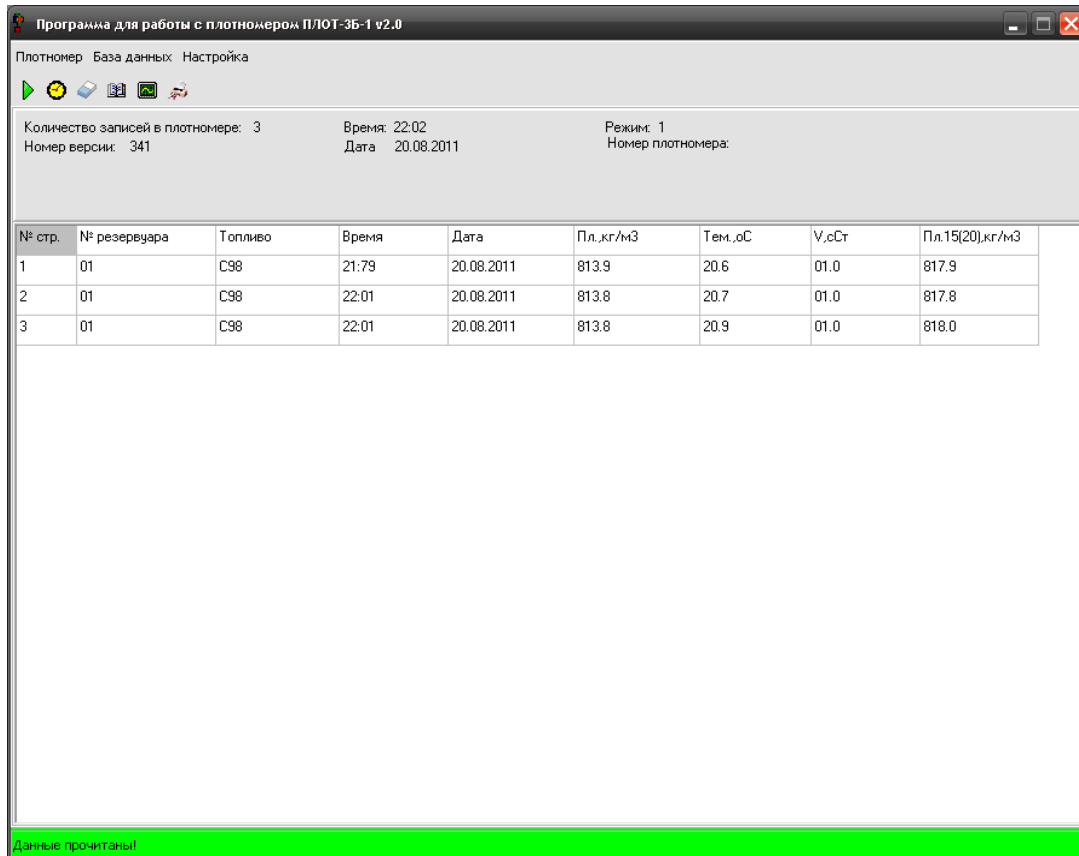 Программа для работы с плотномером ПЛОТ-3Б-1 v2.0
Плотномер База данных Настройка
Количество записей в плотномере: 3 Время: 22:02 Режим: 1
Номер версии: 341 Дата 20.08.2011 Номер плотномера:
№ стр. № резервуара Топливо Время Дата Пл.,кг/м3 Тем.,оС V,сСт Пл.15(20),кг/м3
1 01 С98 21:79 20.08.2011 813.9 20.6 01.0 817.9
2 01 С98 22:01 20.08.2011 813.8 20.7 01.0 817.8
3 01 С98 22:01 20.08.2011 813.8 20.9 01.0 818.0
Данные прочитаны!